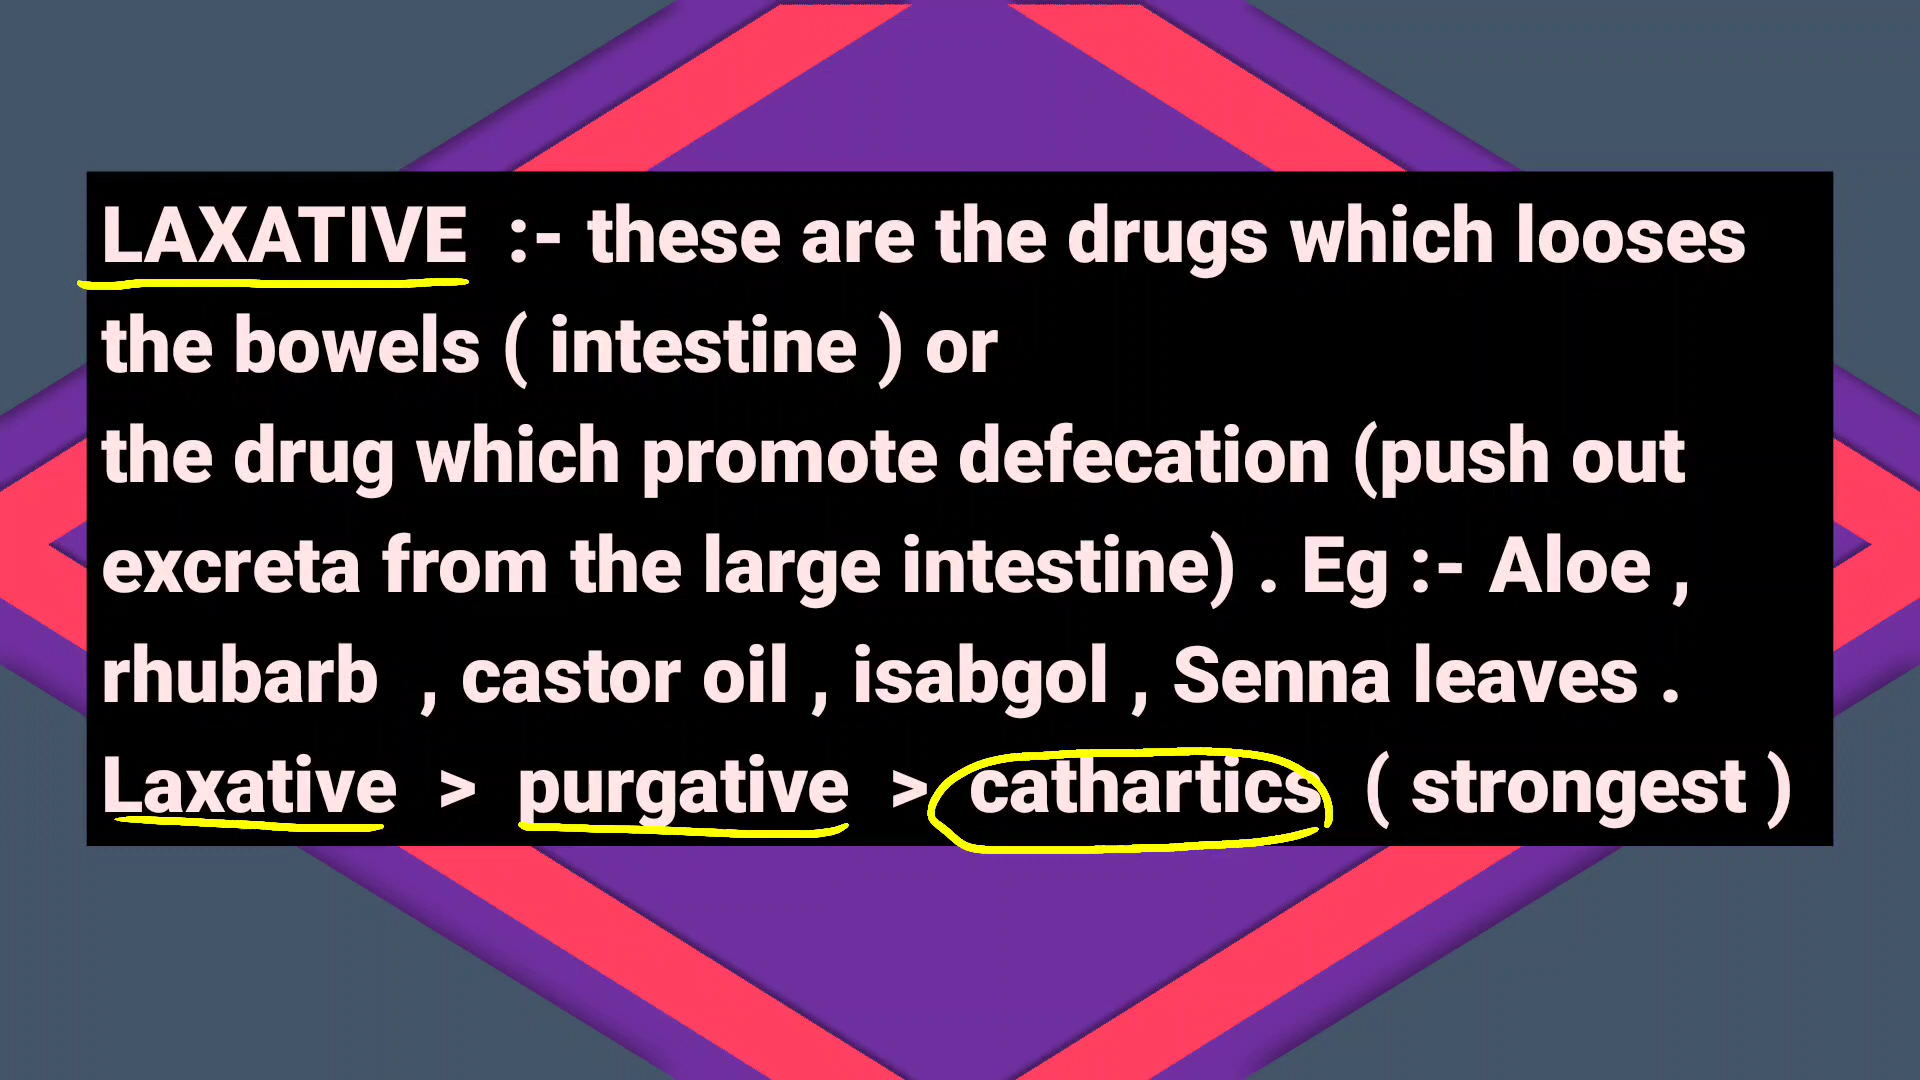 LAXATIVE :- these are the drugs which looses
the bowels ( intestine ) or
the drug which promote defecation (push out
excreta from the large intestine) . Eg :- Aloe ,
rhubarb , castor oil , isabgol , Senna leaves .
Laxative > purgative > cathartics ( strongest )